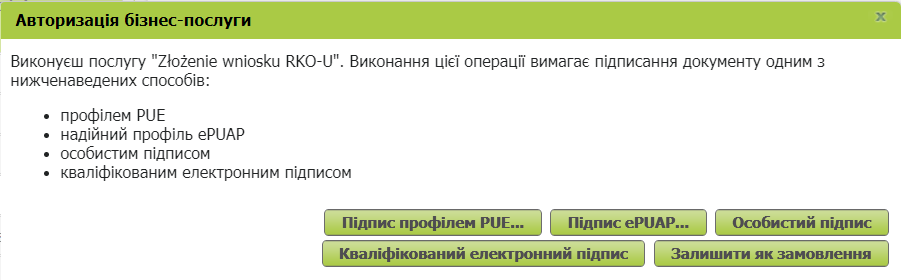 Авторизація бізнес-послуги
Виконуєш послугу "Złożenie wniosku RKO-U". Виконання цієї операції вимагає підписання документу одним з
нижченаведених способів:
профілем PUE
надійний профіль ePUAP
особистим підписом
кваліфікованим електронним підписом
Підпис профілем PUE... Підпис ePUAP... Особистий підпис
Кваліфікований електронний підпис Залишити як замовлення